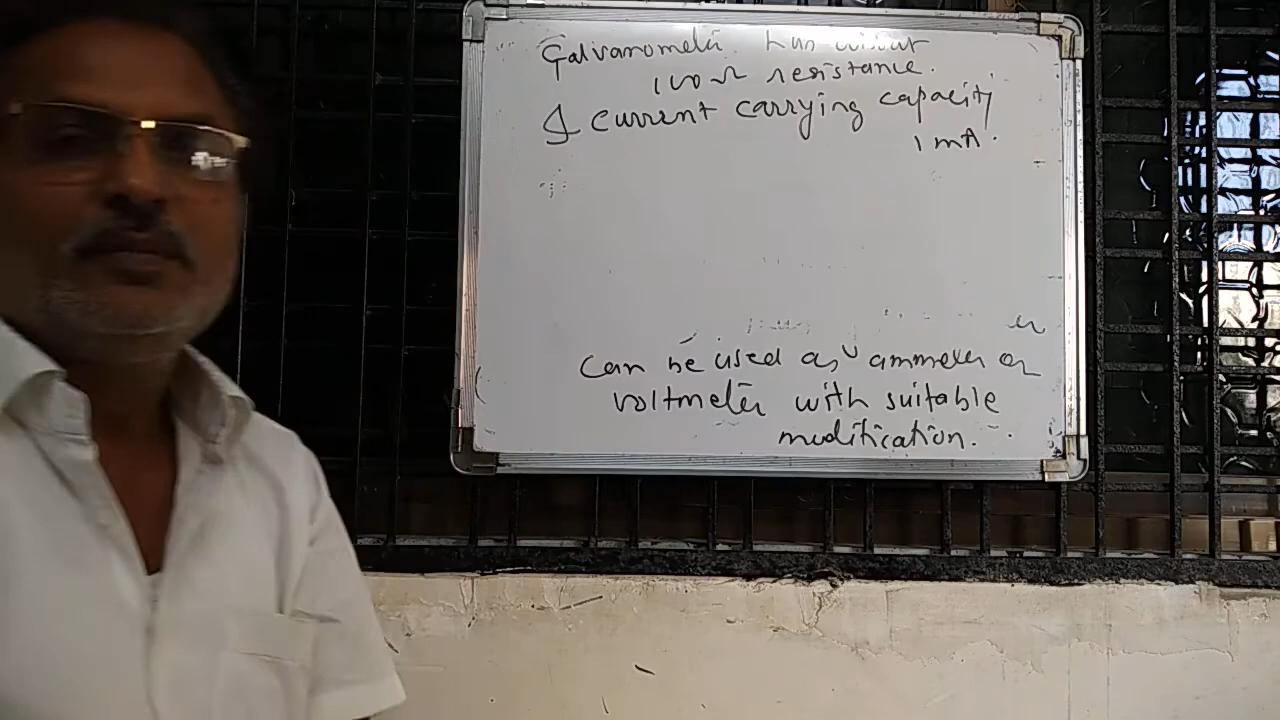 Galvanometer has about
100 Ω resistance.
& current carrying capacity
1 mA.
can be used as ammeter or
voltmeter with suitable
modification.